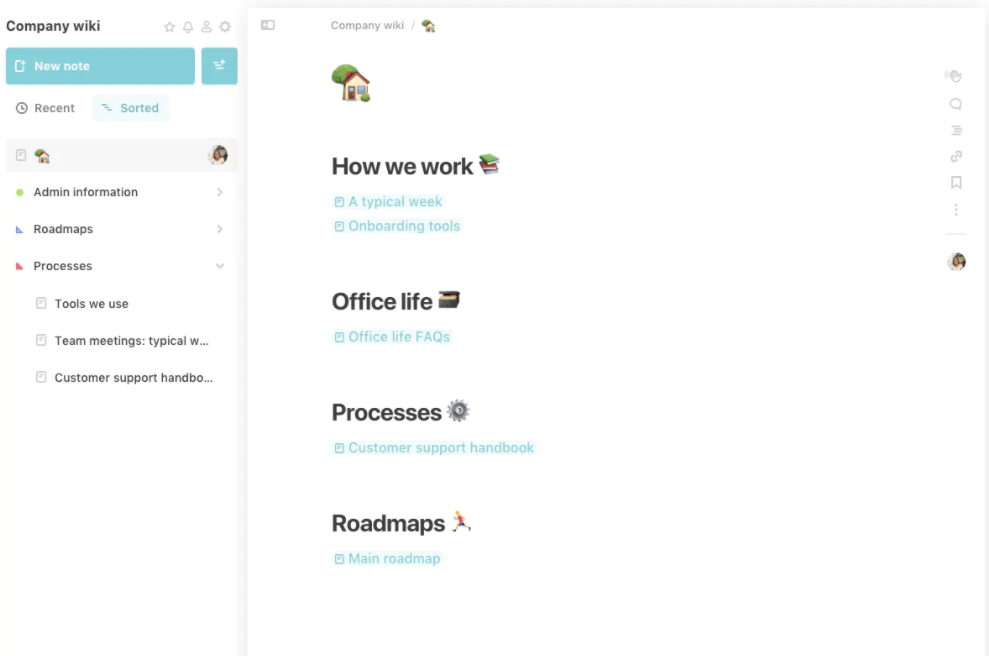 Company wiki
New note
Recent
Sorted
Admin information
Roadmaps
Processes
Tools we use
Team meetings: typical w...
Customer support handbo...
Company wiki /
How we work
A typical week
Onboarding tools
Office life
Office life FAQs
Processes
Customer support handbook
Roadmaps
Main roadmap